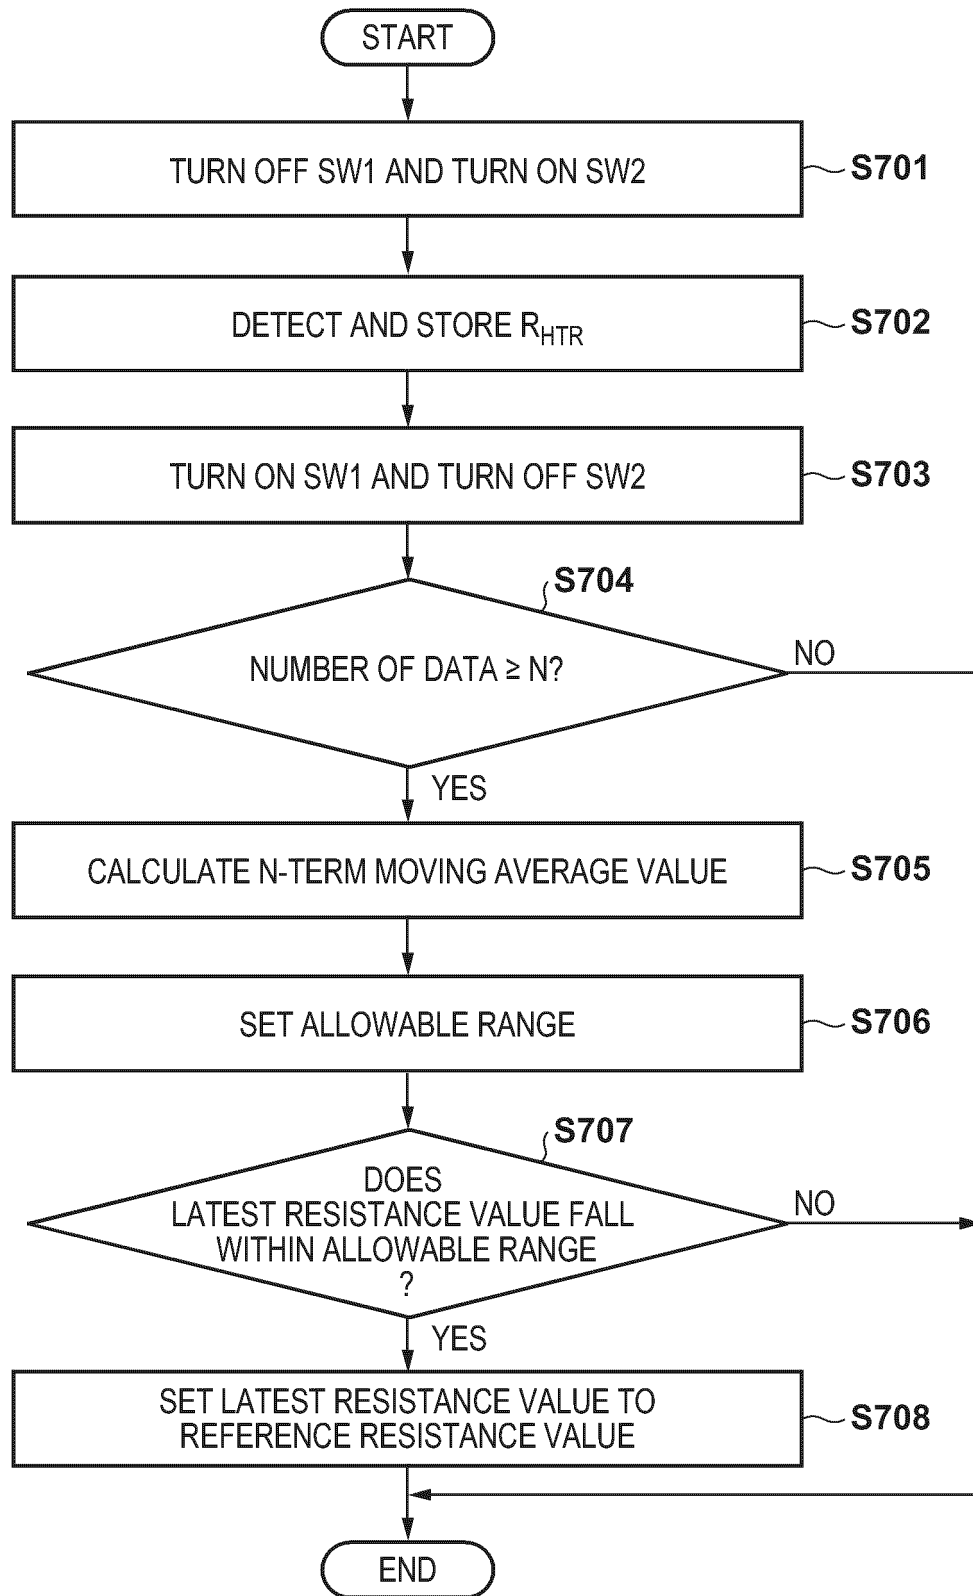 START
TURN OFF SW1 AND TURN ON SW2
S701
DETECT AND STORE RHTR
S702
TURN ON SW1 AND TURN OFF SW2
S703
S704
NUMBER OF DATA ≥ N?
NO
YES
CALCULATE N-TERM MOVING AVERAGE VALUE
S705
SET ALLOWABLE RANGE
S706
S707
DOES
LATEST RESISTANCE VALUE FALL
WITHIN ALLOWABLE RANGE
?
NO
YES
SET LATEST RESISTANCE VALUE TO
REFERENCE RESISTANCE VALUE
S708
END